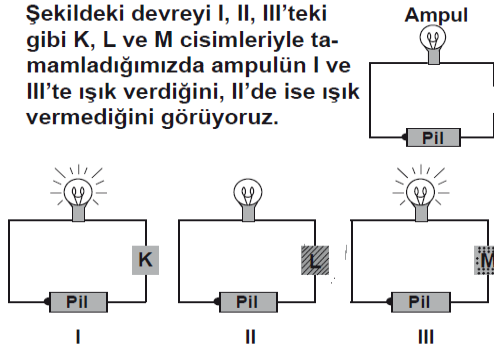 Şekildeki devreyi I, II, III’teki
gibi K, L ve M cisimleriyle ta-
mamladığımızda ampulün I ve
III’te ışık verdiğini, II’de ise ışık
vermediğini görüyoruz.
Ampul
Pil
K
L
M
Pil
Pil
Pil
I
II
III